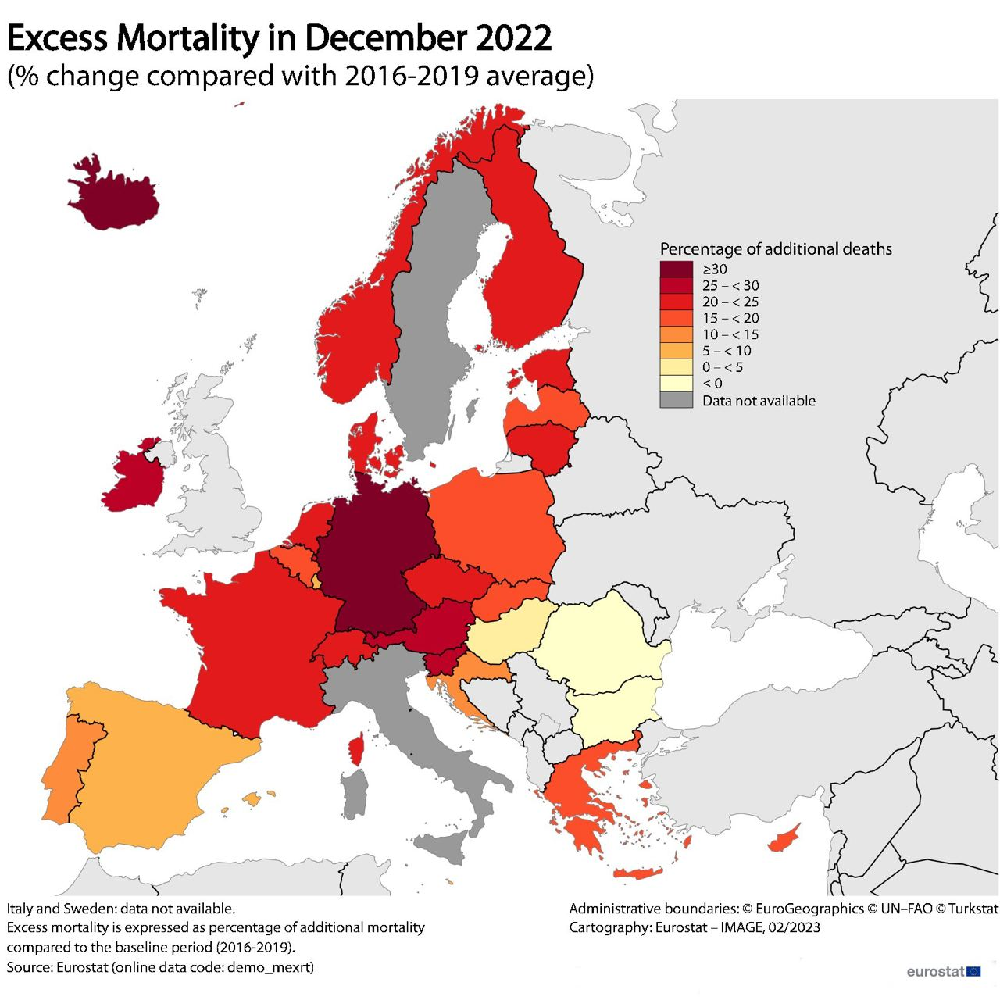 Excess Mortality in December 2022
(% change compared with 2016-2019 average)
Percentage of additional deaths
≥30
25 – < 30
20 – < 25
15 – < 20
10 – < 15
5 – < 10
0 – < 5
≤ 0
Data not available
Italy and Sweden: data not available.
Excess mortality is expressed as percentage of additional mortality
compared to the baseline period (2016-2019).
Source: Eurostat (online data code: demo_mexrt)
Administrative boundaries: © EuroGeographics © UN–FAO © Turkstat
Cartography: Eurostat – IMAGE, 02/2023
eurostat